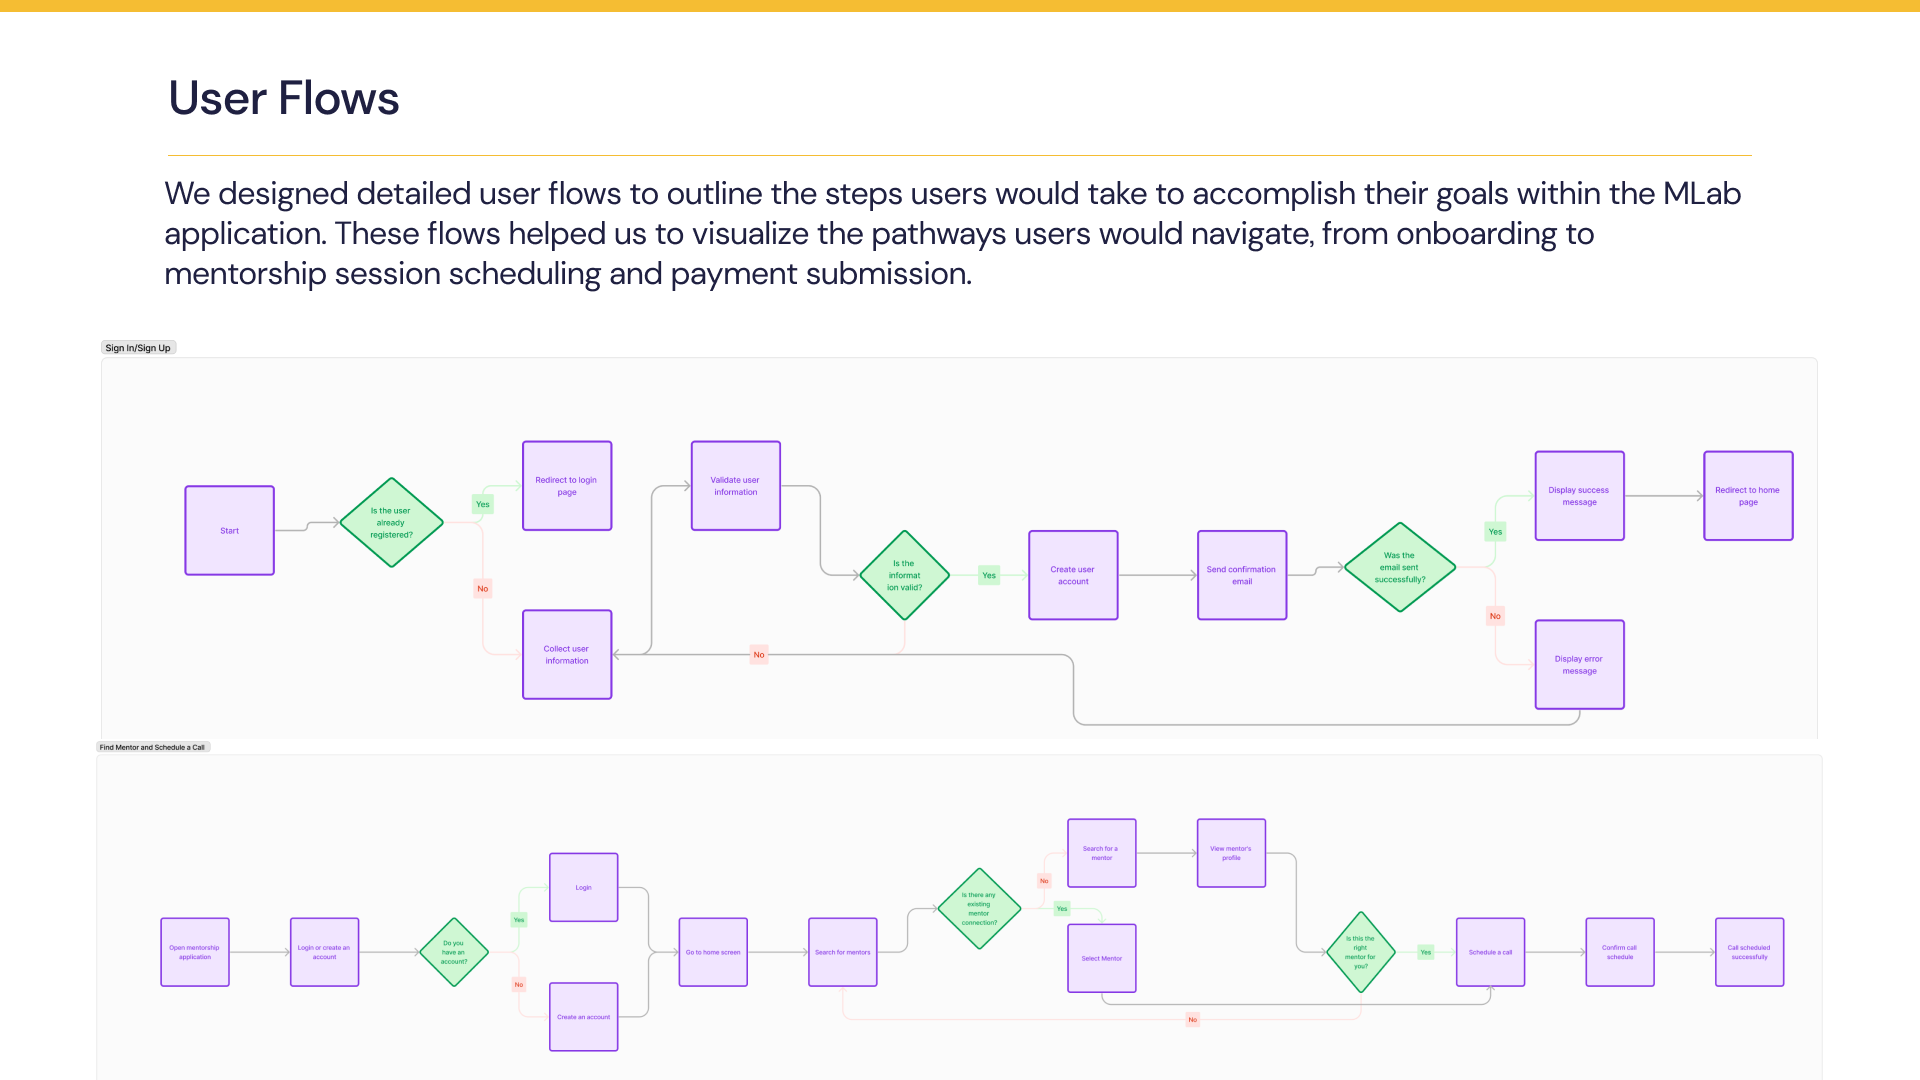 User Flows
We designed detailed user flows to outline the steps users would take to accomplish their goals within the MLab
application. These flows helped us to visualize the pathways users would navigate, from onboarding to
mentorship session scheduling and payment submission.
Sign In/Sign Up
Start
Is the user
already
registered?
Yes
No
Redirect to login
page
Collect user
information
Validate user
information
Is the
informat
ion valid?
Yes
No
Create user
account
Send confirmation
email
Was the
email sent
successfully?
Yes
No
Display success
message
Display error
message
Redirect to home
page
Find Mentor and Schedule a Call
Open mentorship
application
Login or create an
account
Do you
have an
account?
Yes
No
Login
Create an account
Go to home screen
Search for mentors
Is there any
existing
mentor
connection?
No
Yes
Search for a
mentor
Select Mentor
View mentor's
profile
Is this the
right
mentor for
you?
Yes
No
Schedule a call
Confirm call
schedule
Call scheduled
successfully